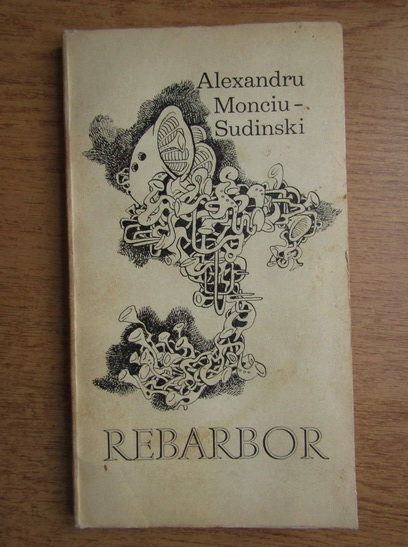 Alexandru
Monciu-
Sudinski
REBARBOR